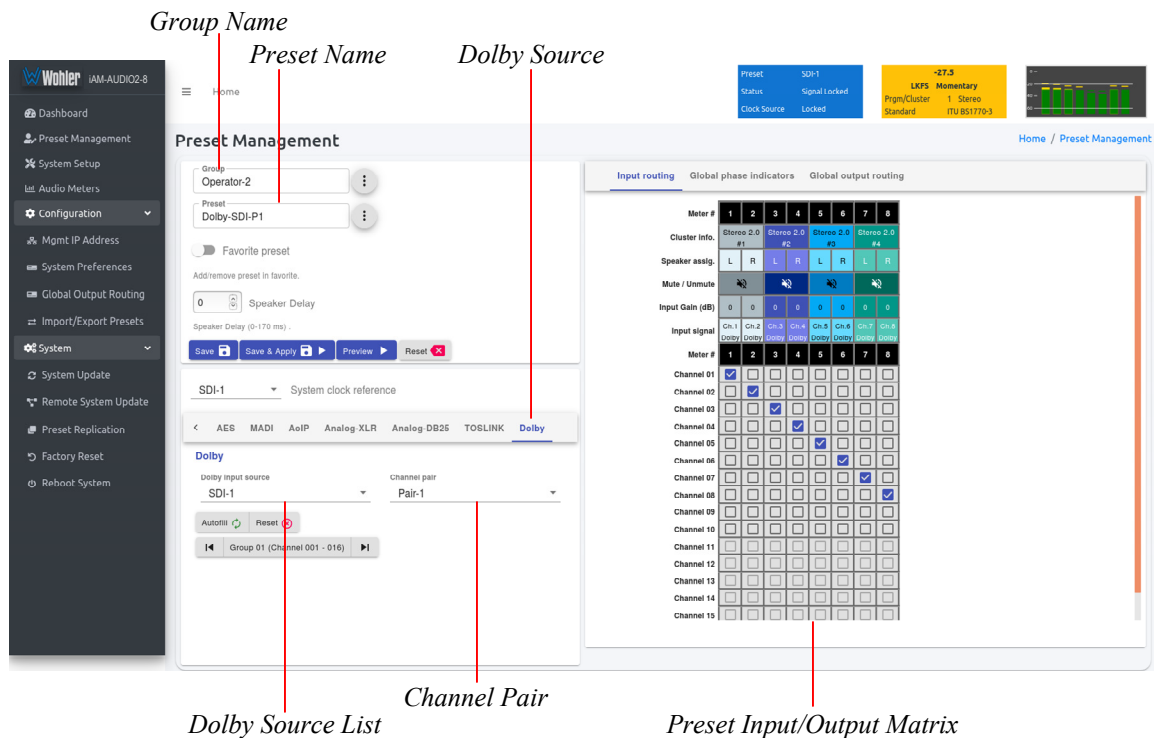 Group Name
Preset Name
Dolby Source
Wohler iAM-AUDIO2-8
Dashboard
Preset Management
System Setup
Audio Meters
Configuration
Mgmt IP Address
System Preferences
Global Output Routing
Import/Export Presets
System
System Update
Remote System Update
Preset Replication
Factory Reset
Reboot System
Home
Preset SDI-1
Status Signal Locked
Clock Source Locked
-27.5
LKFS Momentary
Prgm/Cluster 1 Stereo
Standard ITU BS1770-3
Preset Management
Home / Preset Management
Group
Operator-2
Preset
Dolby-SDI-P1
Favorite preset
Add/remove preset in favorite.
0 Speaker Delay
Speaker Delay (0-170 ms) .
Save Save & Apply Preview Reset
SDI-1 System clock reference
AES MADI AoIP Analog-XLR Analog-DB25 TOSLINK Dolby
Dolby
Dolby input source Channel pair
SDI-1 Pair-1
Autofill Reset
Group 01 (Channel 001 - 016)
Input routing Global phase indicators Global output routing
Meter # 1 2 3 4 5 6 7 8
Cluster info. Stereo 2.0 #1 Stereo 2.0 #2 Stereo 2.0 #3 Stereo 2.0 #4
Speaker assig. L R L R L R L R
Mute / Unmute
Input Gain (dB) 0 0 0 0 0 0 0 0
Input signal Ch.1 Dolby Ch.2 Dolby Ch.3 Dolby Ch.4 Dolby Ch.5 Dolby Ch.6 Dolby Ch.7 Dolby Ch.8 Dolby
Meter # 1 2 3 4 5 6 7 8
Channel 01
Channel 02
Channel 03
Channel 04
Channel 05
Channel 06
Channel 07
Channel 08
Channel 09
Channel 10
Channel 11
Channel 12
Channel 13
Channel 14
Channel 15
Channel Pair
Dolby Source List
Preset Input/Output Matrix